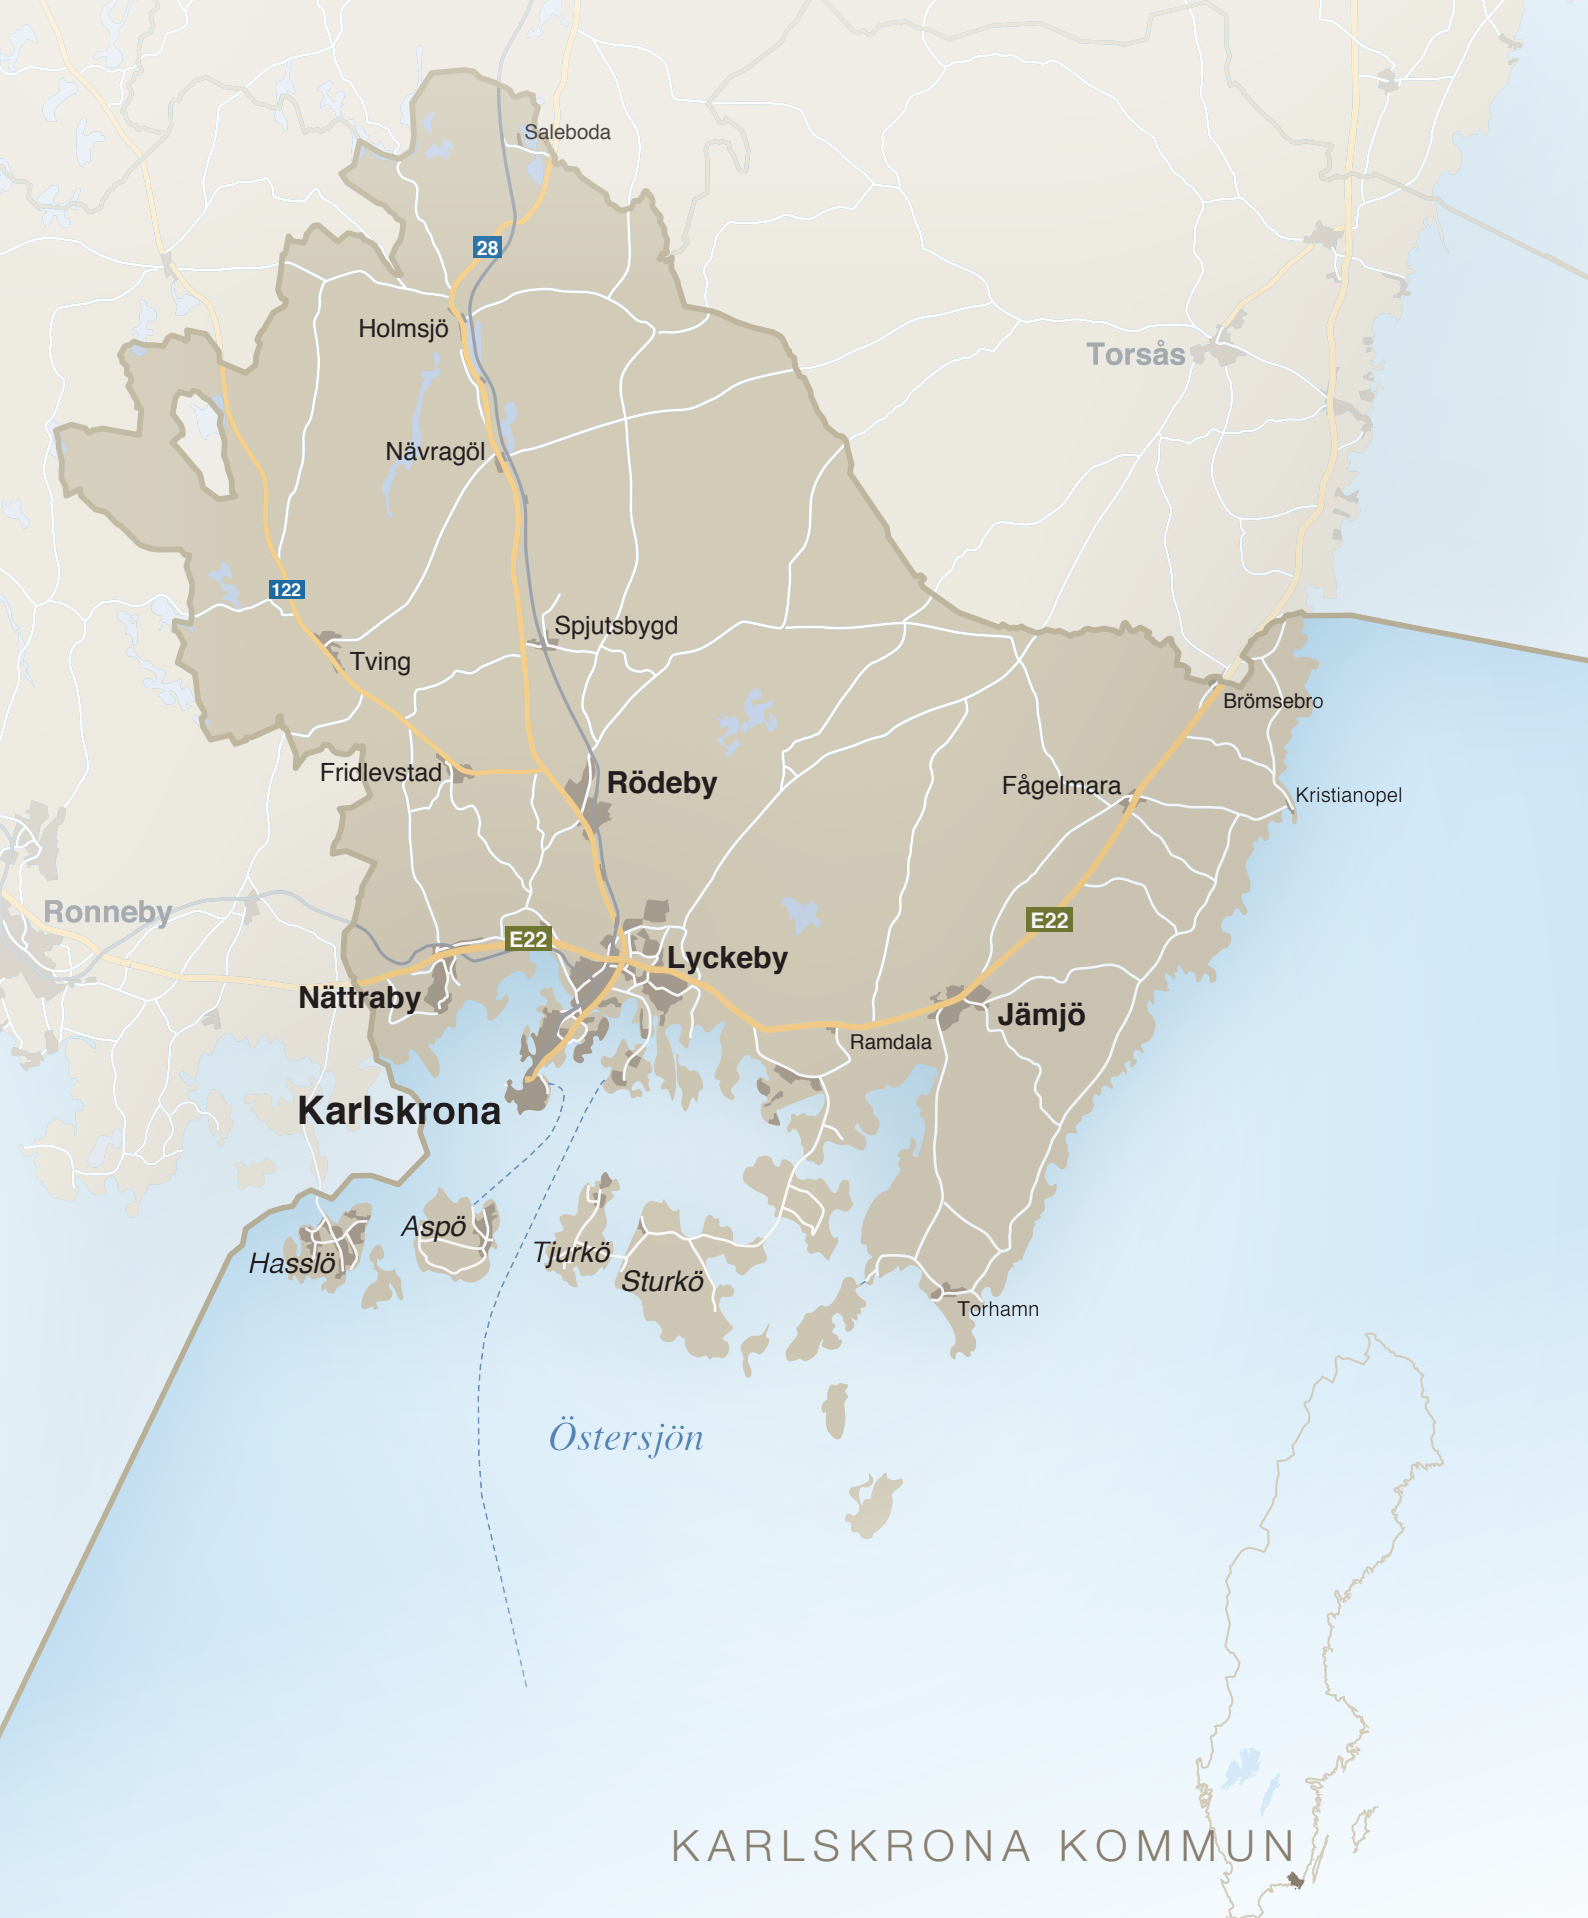 Saleboda
28
Holmsjö
Torsås
Nävragöl
122
Spjutsbygd
Tving
Brömsebro
Fridlevstad
Rödeby
Fågelmara
Kristianopel
Ronneby
E22
E22
Lyckeby
Nättraby
Jämjö
Ramdala
Karlskrona
Aspö
Hasslö
Tjurkö
Sturkö
Torhamn
Östersjön
KARLSKRONA KOMMUN